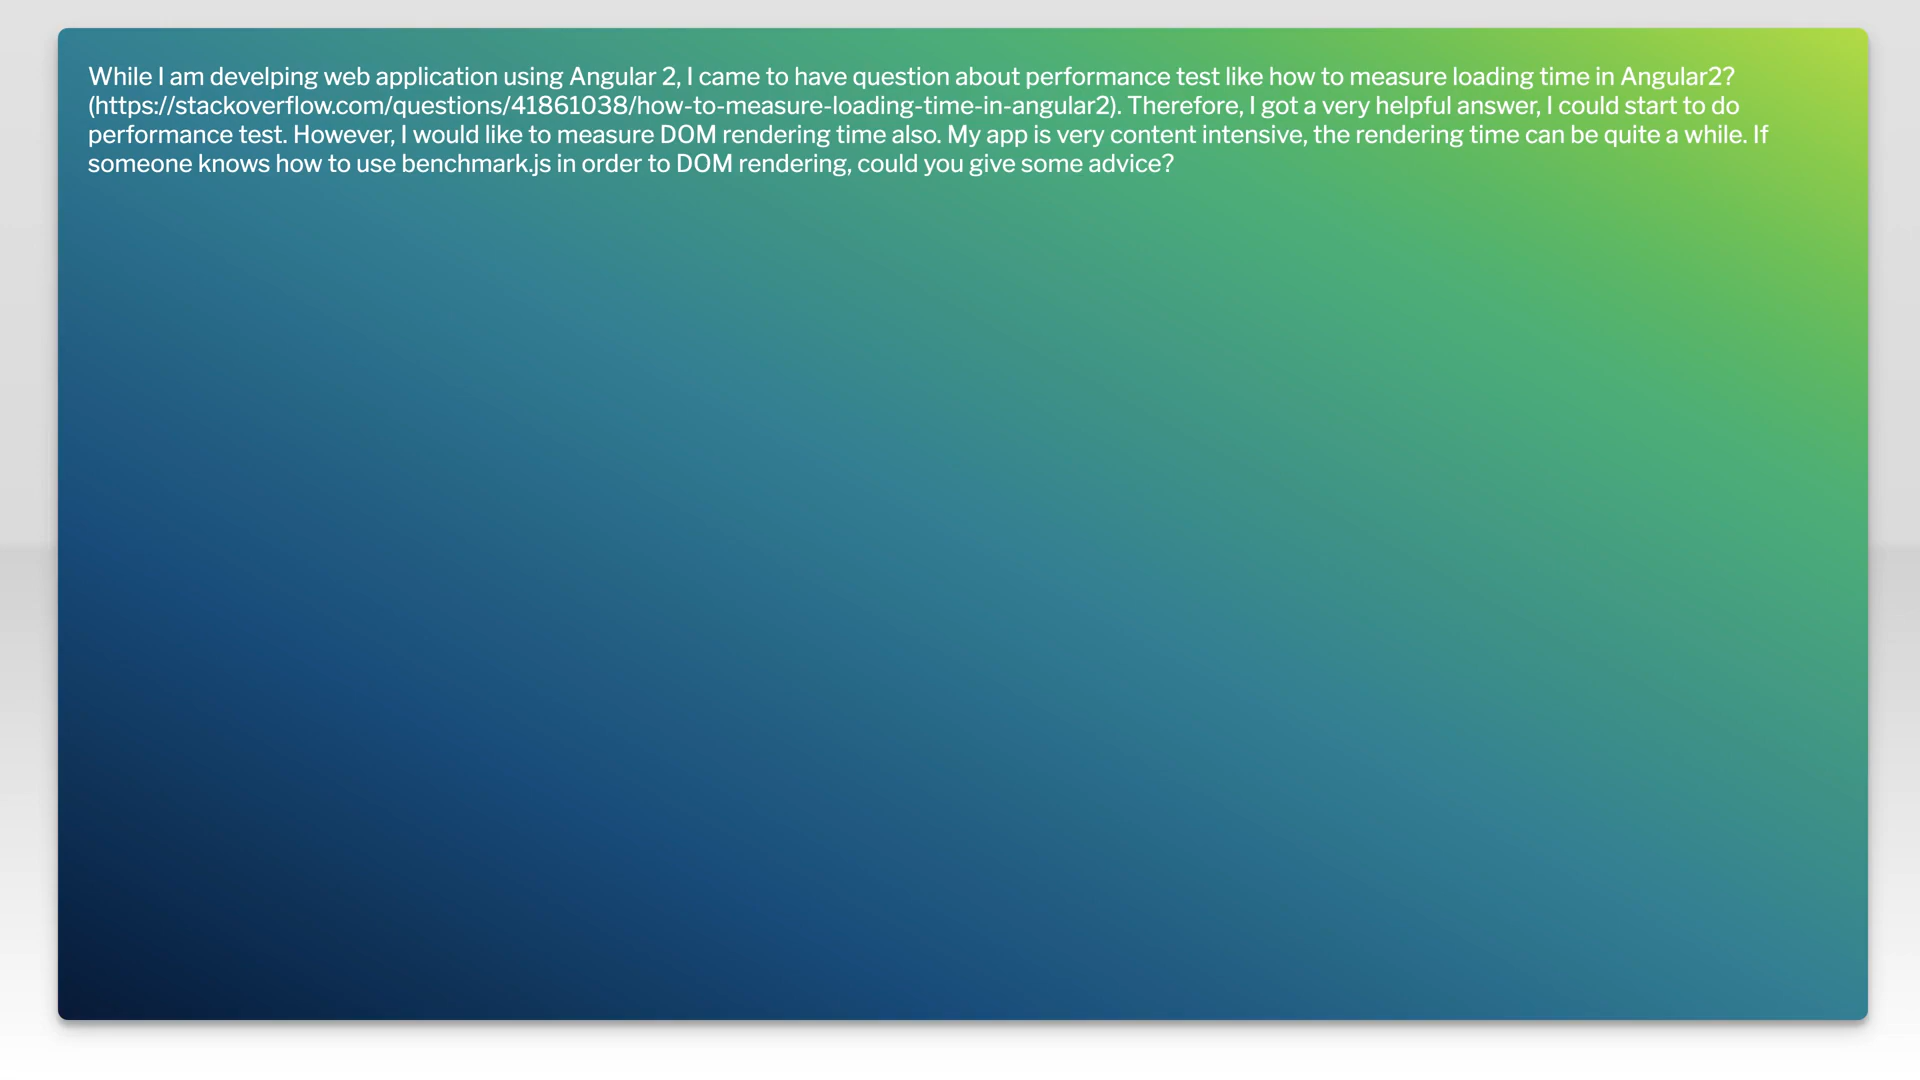 While I am develping web application using Angular 2, I came to have question about performance test like how to measure loading time in Angular2?
(https://stackoverflow.com/questions/41861038/how-to-measure-loading-time-in-angular2). Therefore, I got a very helpful answer, I could start to do
performance test. However, I would like to measure DOM rendering time also. My app is very content intensive, the rendering time can be quite a while. If
someone knows how to use benchmark.js in order to DOM rendering, could you give some advice?